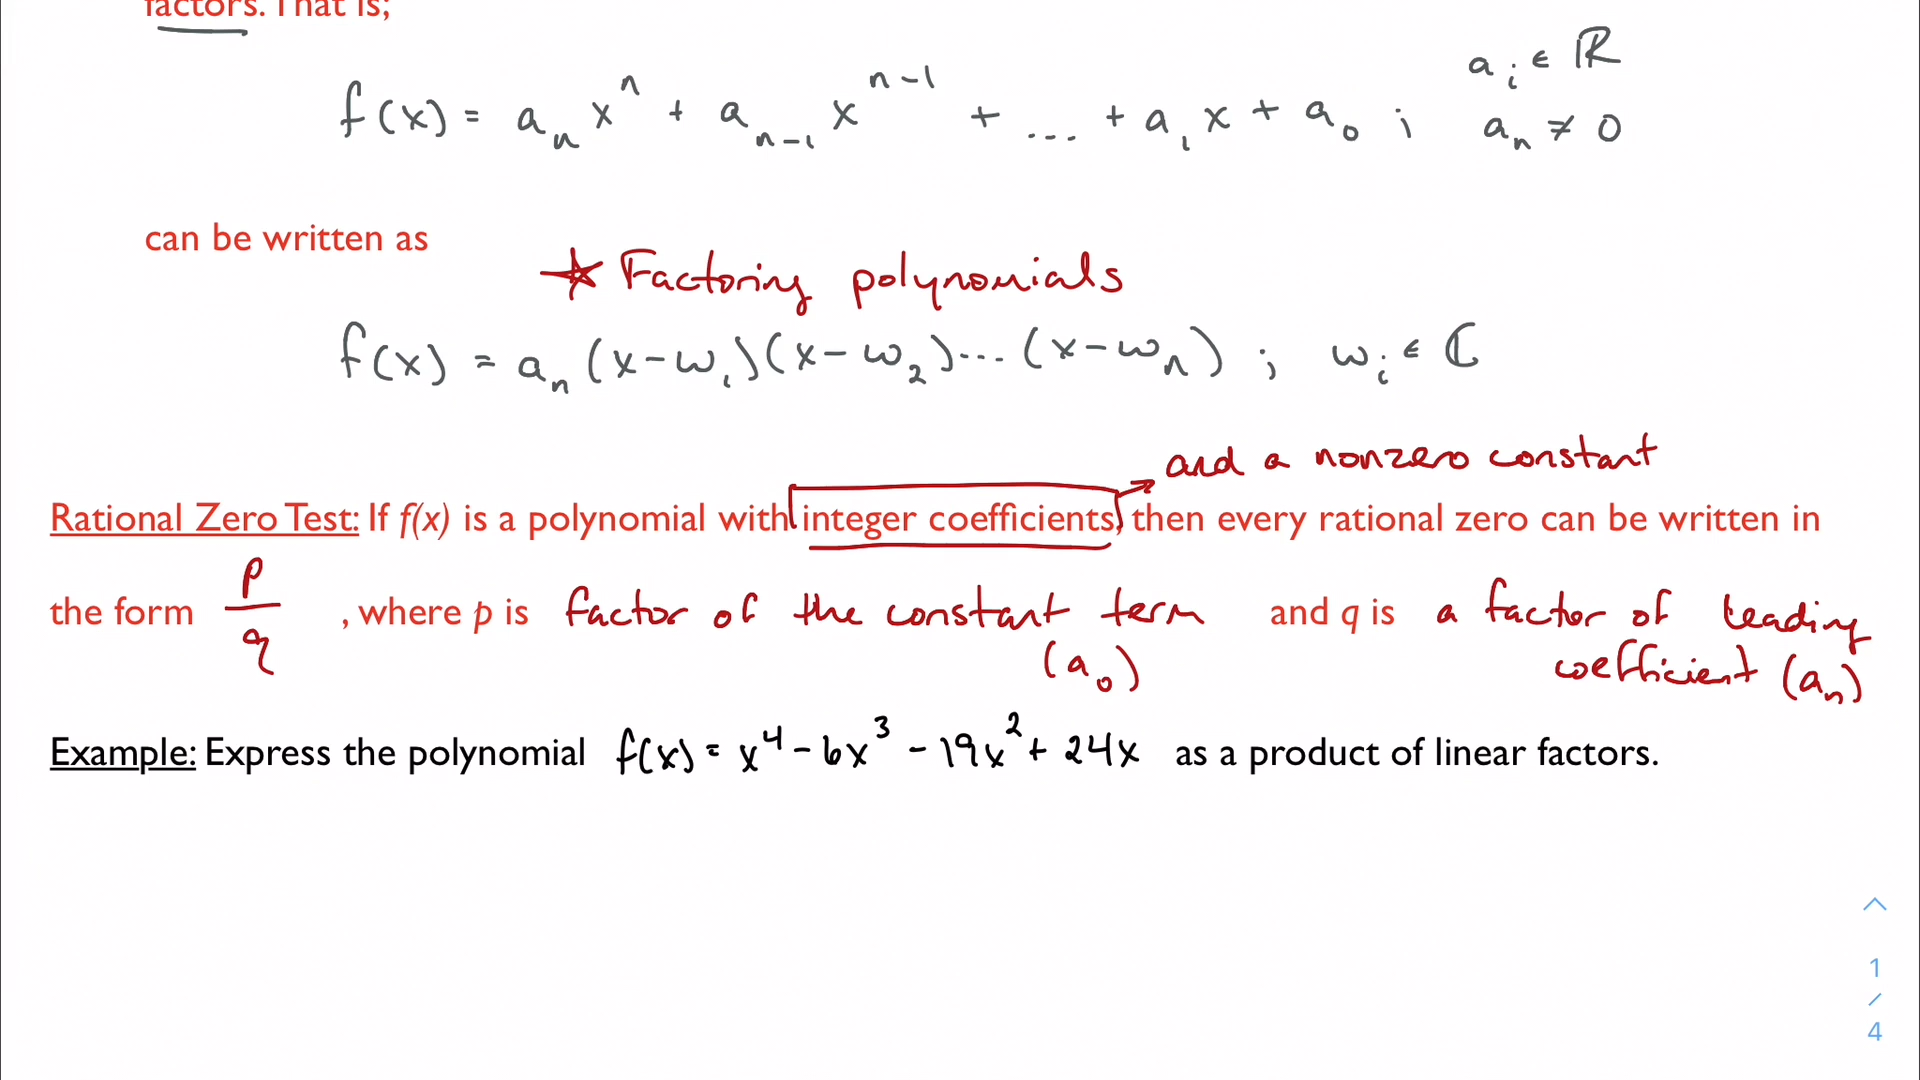 factors. That is;
f(x) = aₙxⁿ + aₙ₋₁xⁿ⁻¹ + ... + a₁x + a₀ ; aᵢ ∈ ℝ
aₙ ≠ 0
can be written as
★ Factoring polynomials
f(x) = aₙ(x-w₁)(x-w₂)...(x-wₙ) ; wᵢ ∈ ℂ
and a nonzero constant
Rational Zero Test: If f(x) is a polynomial with integer coefficients, then every rational zero can be written in
the form p/q , where p is factor of the constant term (a₀) and q is a factor of leading
coefficient (aₙ)
Example: Express the polynomial f(x) = x⁴ - 6x³ - 19x² + 24x as a product of linear factors.
1
/
4